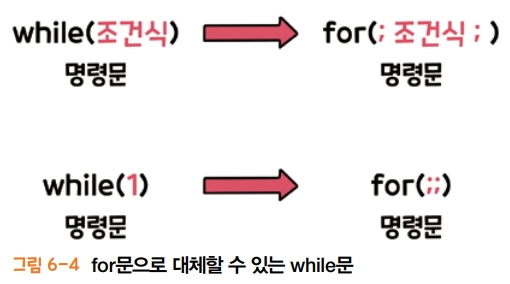 while(조건식) for(; 조건식 ; )
명령문 명령문
while(1) for(;;)
명령문 명령문
그림 6-4 for문으로 대체할 수 있는 while문